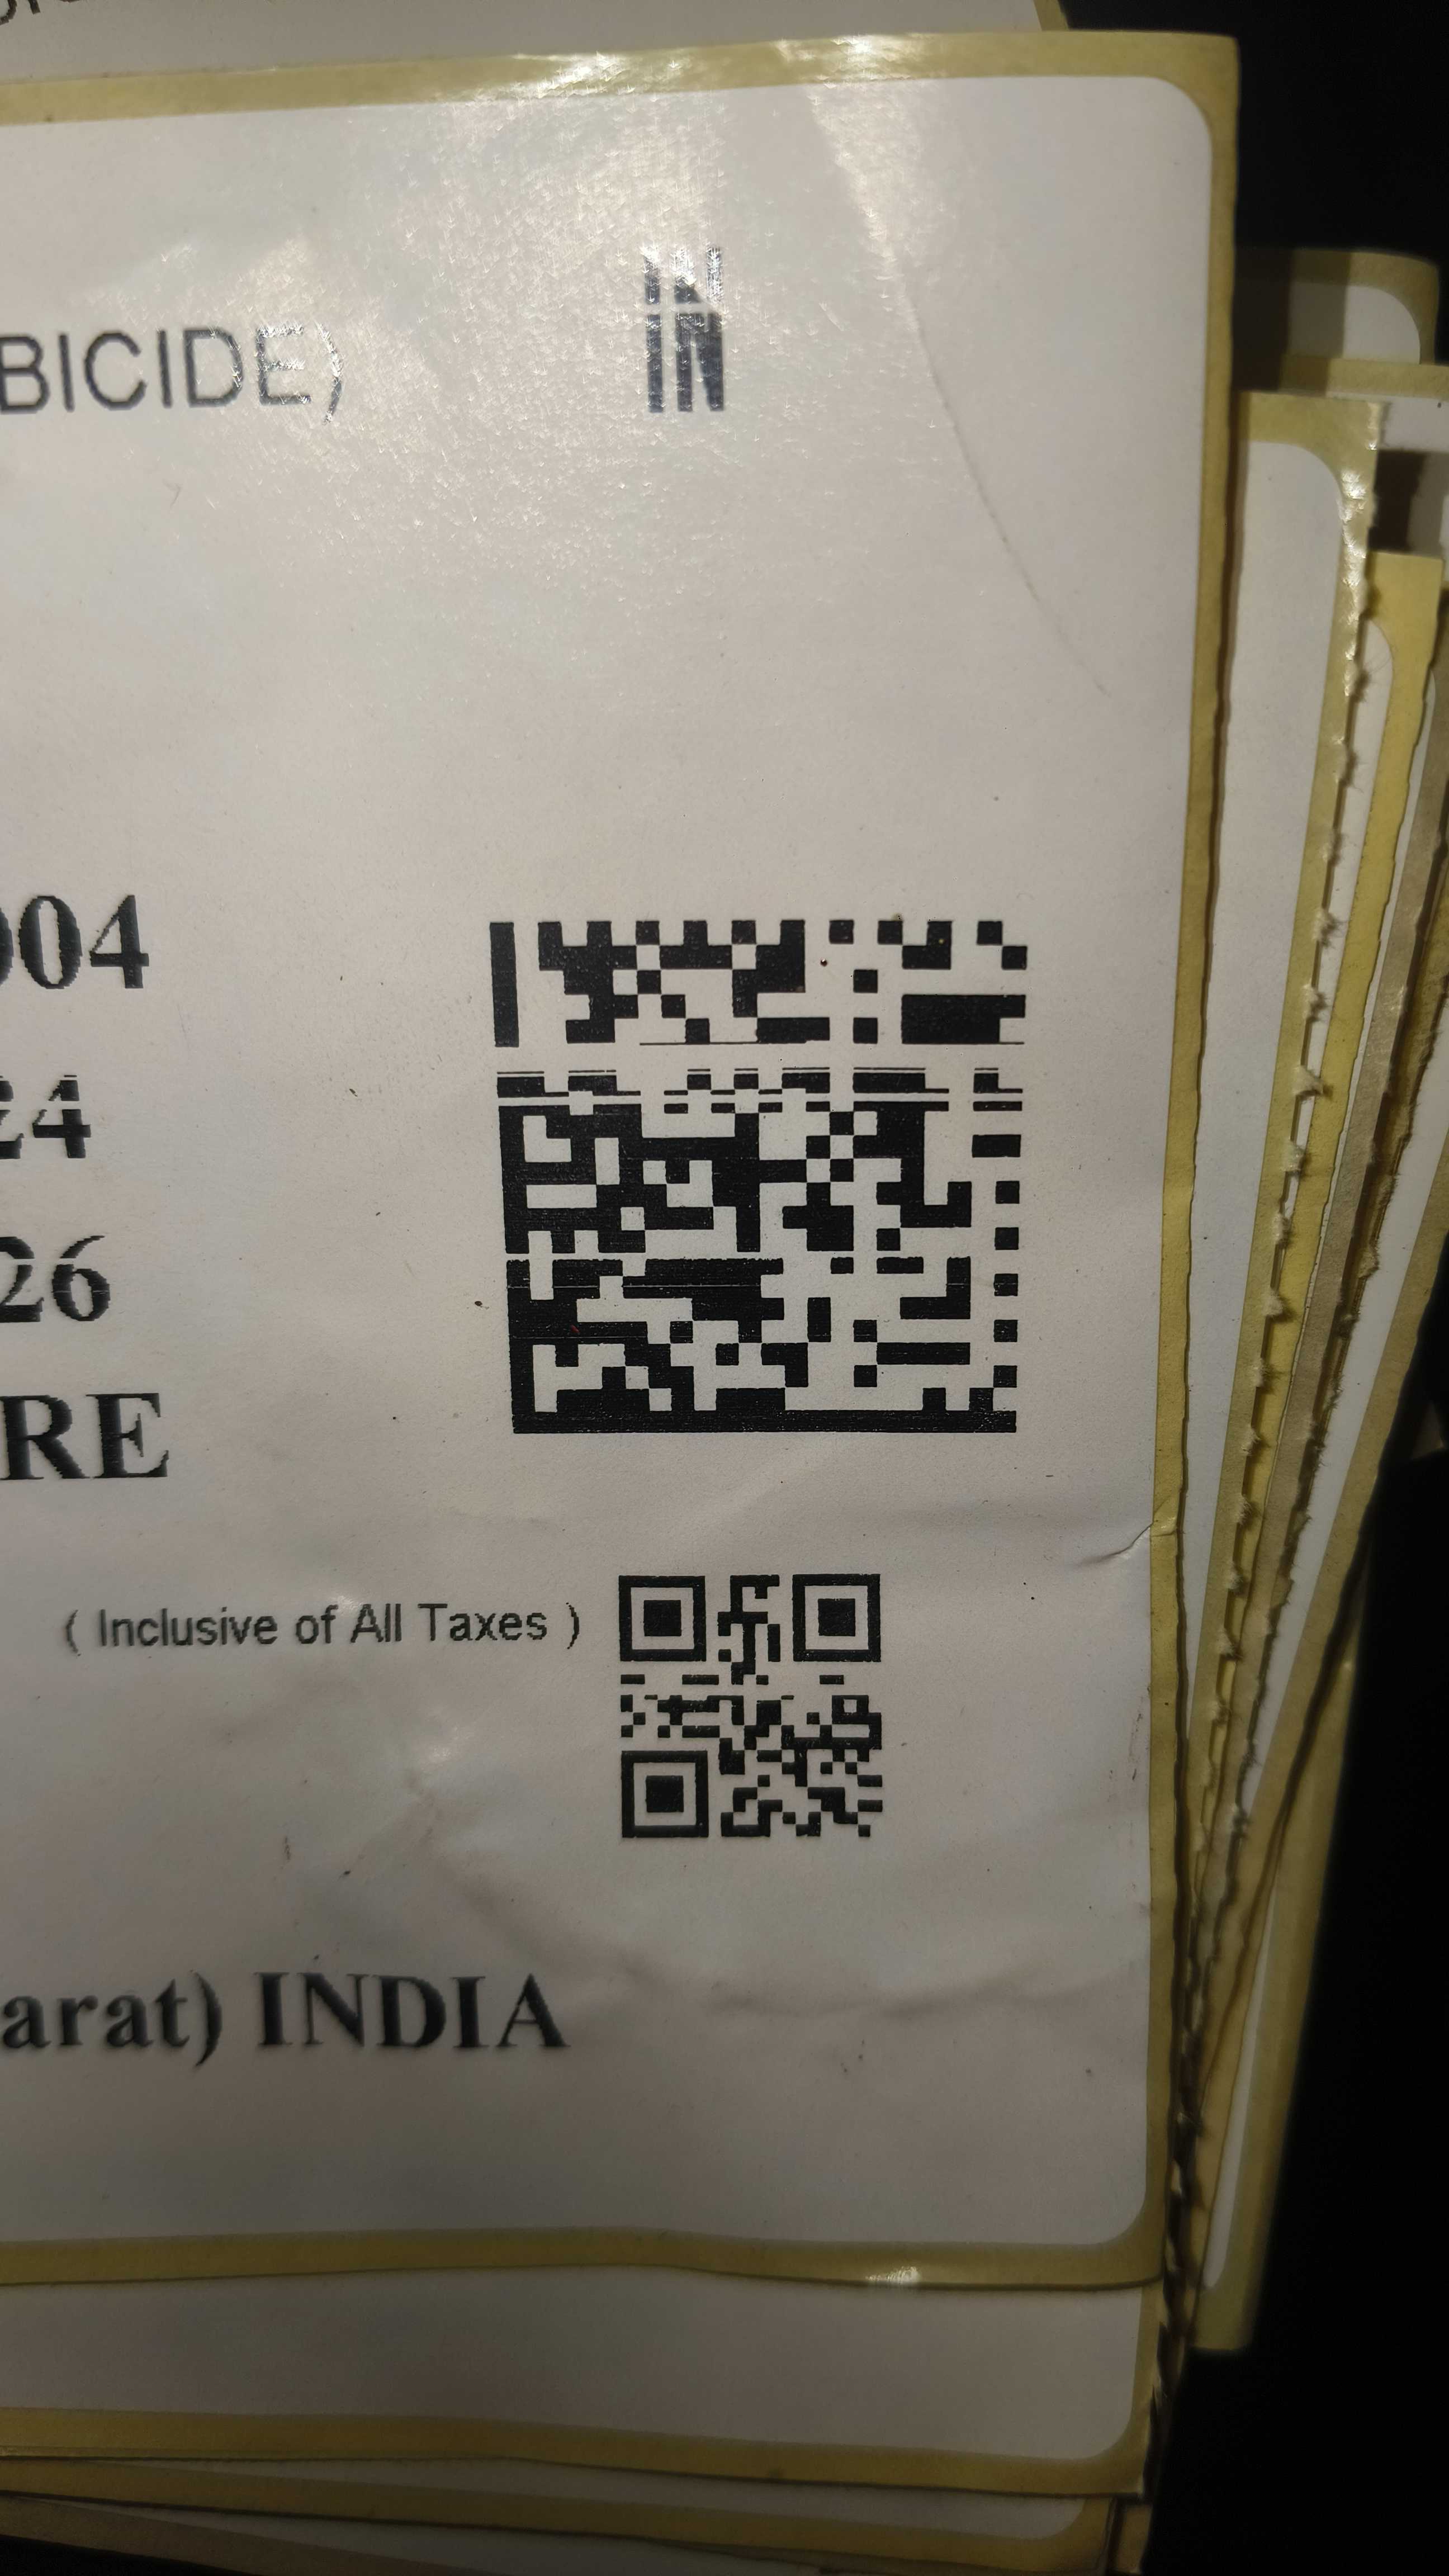 BICIDE)
IN
004
24
26
RE
( Inclusive of All Taxes )
arat) INDIA